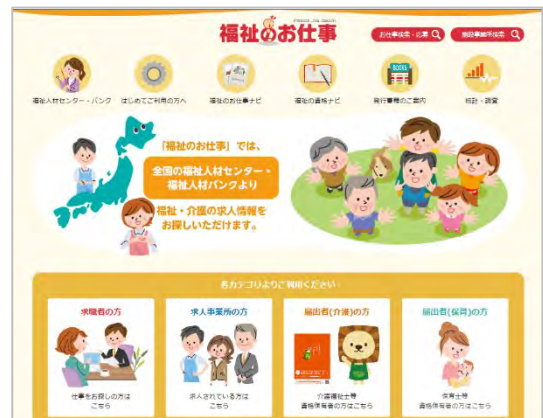 福祉のお仕事
お仕事検索・応募
施設事業所検索
福祉人材センター・バンク
はじめてご利用の方へ
福祉のお仕事ナビ
福祉の資格ナビ
発行書籍のご案内
統計・調査
BOOKS
「福祉のお仕事」では、
全国の福祉人材センター・
福祉人材バンクより
福祉・介護の求人情報を
お探しいただけます。
各カテゴリよりご利用ください
求職者の方
求人事業所の方
届出者(介護)の方
届出者(保育)の方
仕事をお探しの方は
こちら
求人されている方は
こちら
介護福祉士等
資格保有者の方はこちら
保育士等
資格保有者の方はこちら